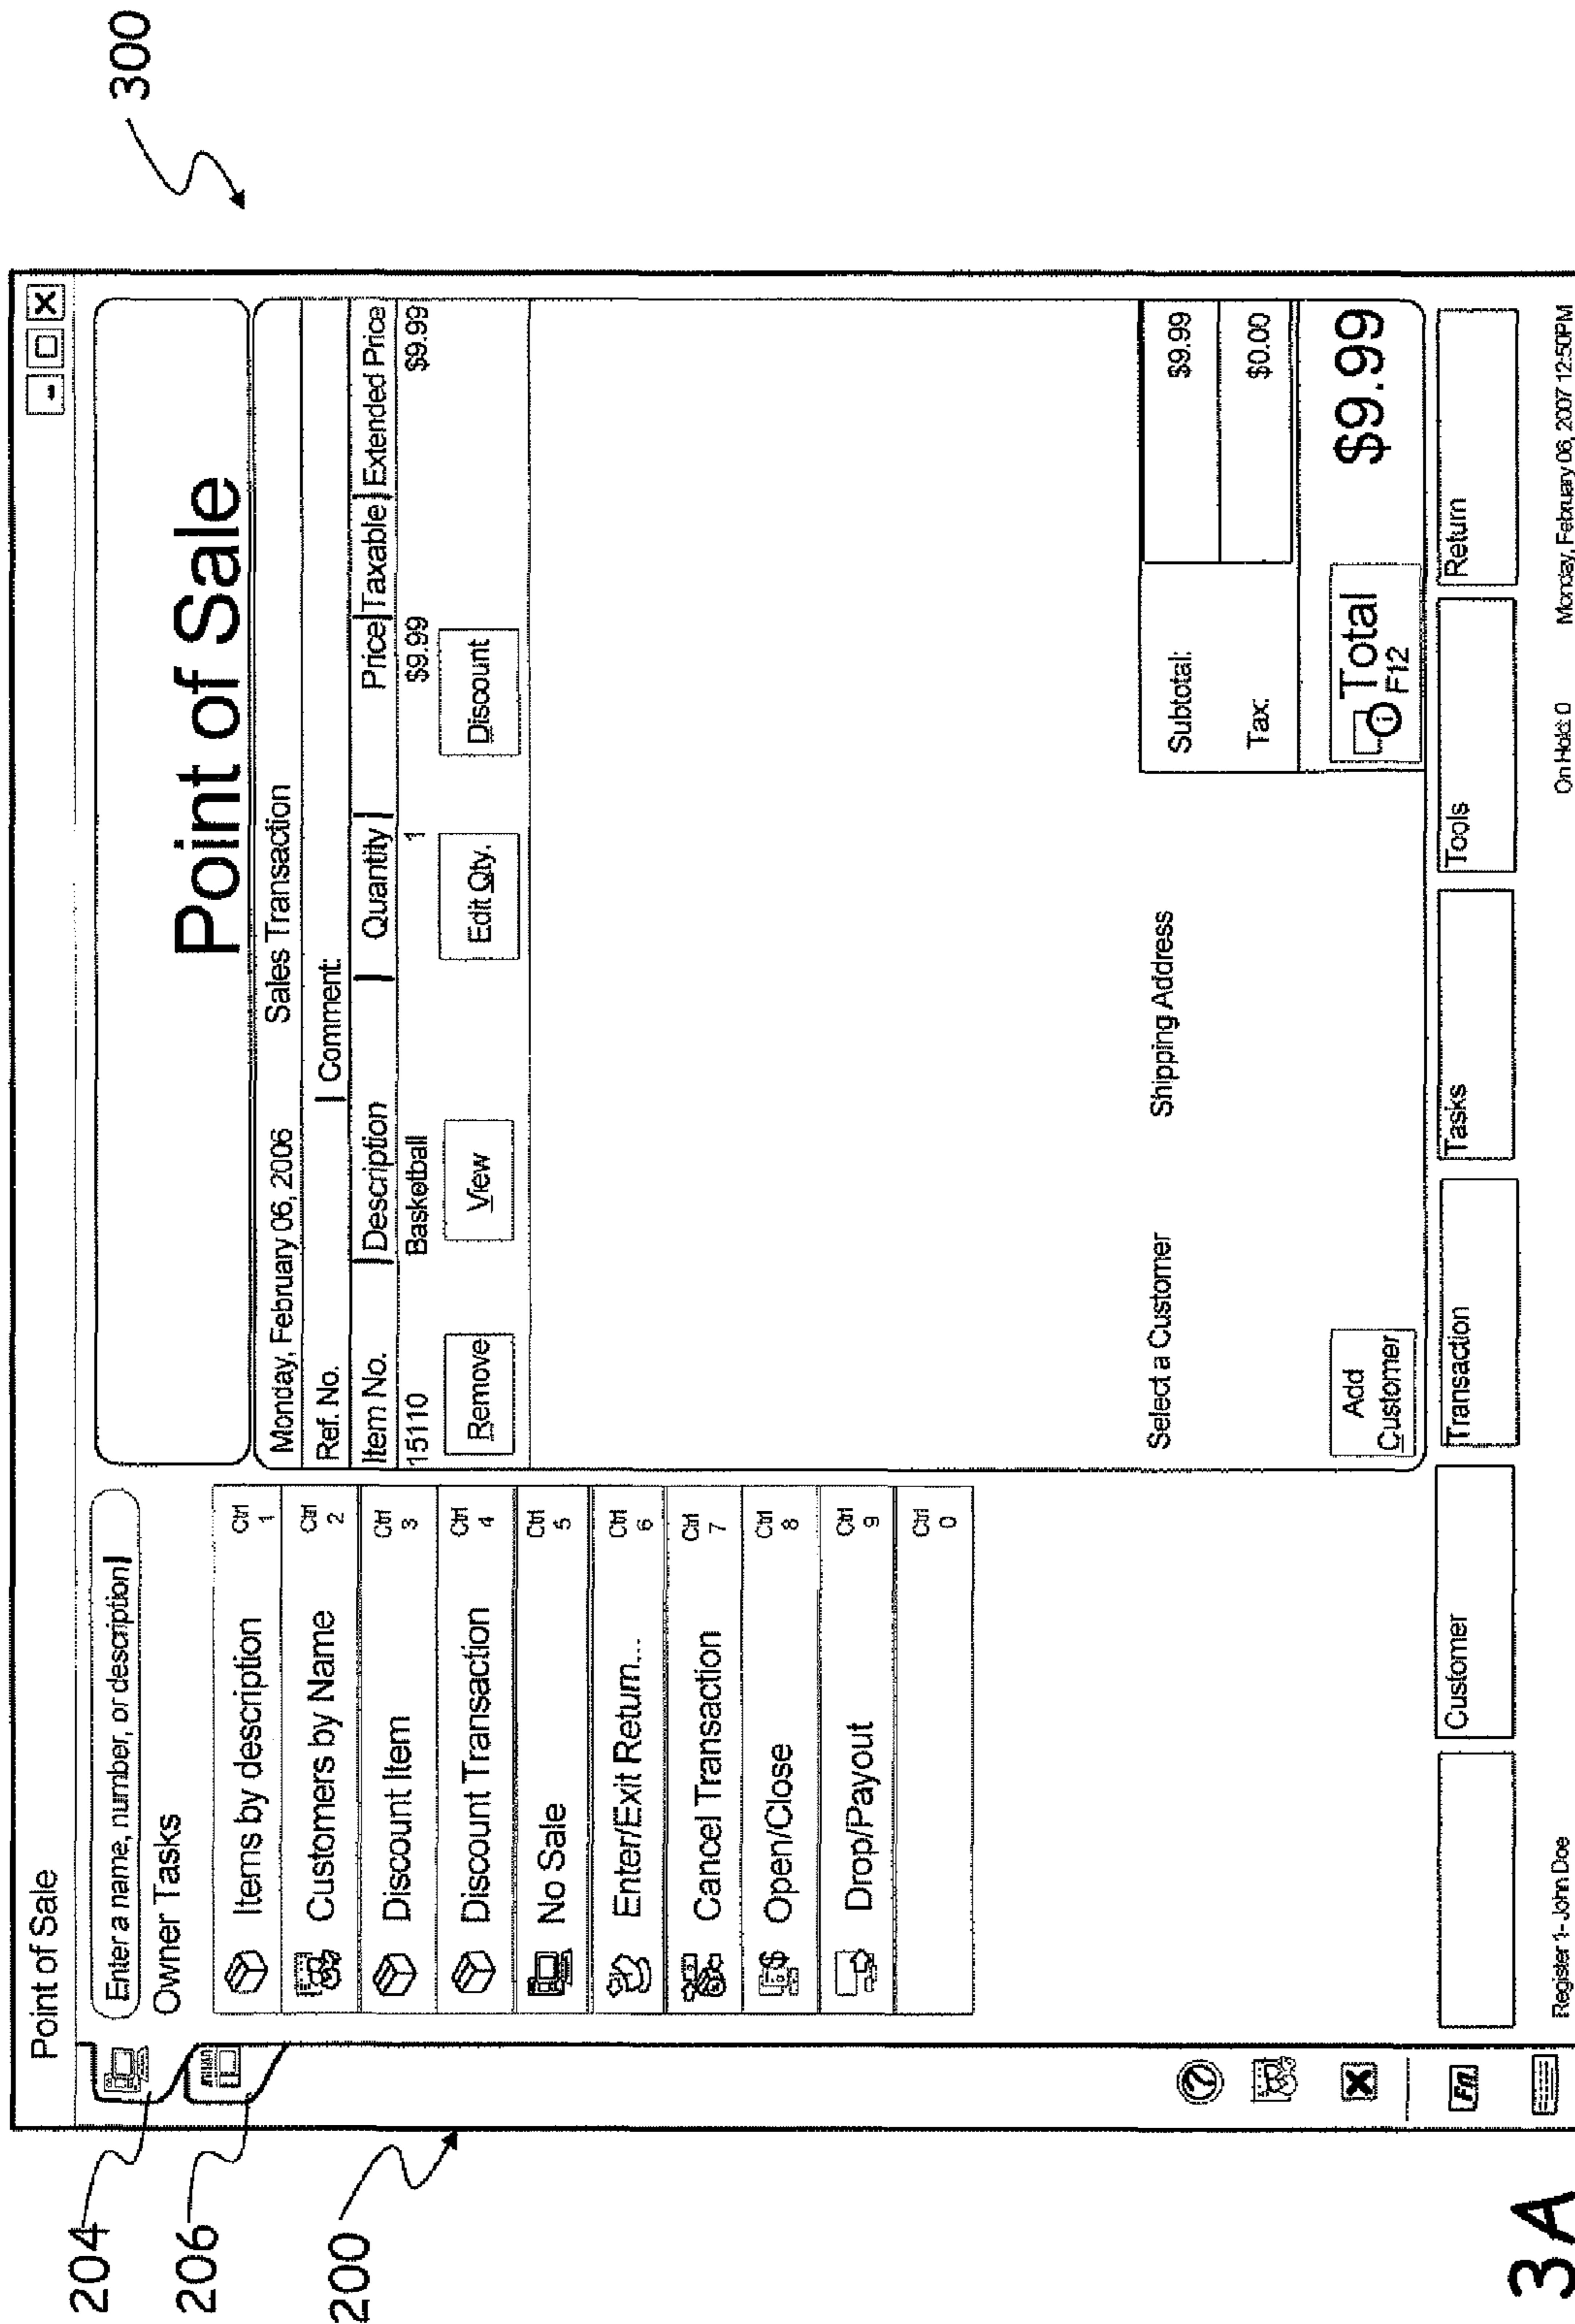 300
Point of Sale
204
206
200
Enter a name, number, or description
Owner Tasks
Items by description Ctrl 1
Customers by Name Ctrl 2
Discount Item Ctrl 3
Discount Transaction Ctrl 4
No Sale Ctrl 5
Enter/Exit Return... Ctrl 6
Cancel Transaction Ctrl 7
Open/Close Ctrl 8
Drop/Payout Ctrl 9
Ctrl 0
Point of Sale
Monday, February 06, 2006 Sales Transaction
Ref. No. Comment:
Item No. Description Quantity Price Taxable Extended Price
15110 Basketball 1 $9.99 $9.99
Remove View Edit Qty. Discount
Select a Customer Shipping Address
Subtotal: $9.99
Tax: $0.00
Add Customer
Total F12 $9.99
Fn
Customer Transaction Tasks Tools Return
Register 1- John Doe On Hold: 0 Monday, February 06, 2007 12:50PM
3A